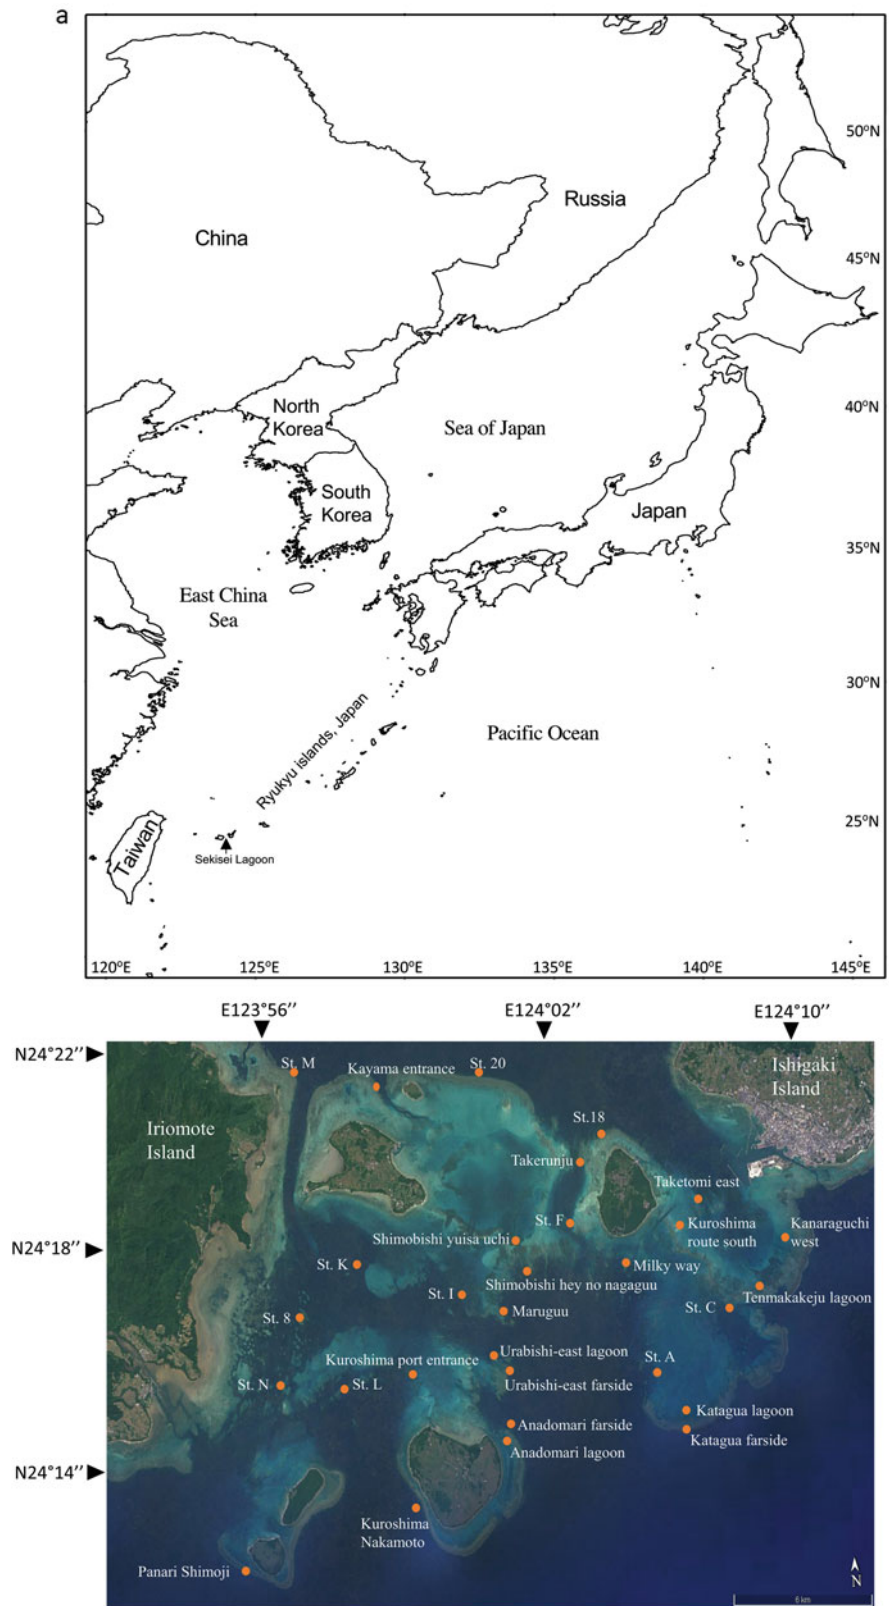 a
50°N
Russia
China
45°N
North
Korea
Sea of Japan
40°N
South
Korea
Japan
35°N
East China
Sea
30°N
Ryukyu islands, Japan
Pacific Ocean
25°N
Taiwan
Sekisei Lagoon
120°E
125°E
130°E
135°E
140°E
145°E
E123°56’’
E124°02’’
E124°10’’
N24°22’’
St. M
Kayama entrance
St. 20
Ishigaki
Island
Iriomote
Island
St.18
Takerunju
Taketomi east
St. F
Kuroshima
route south
Kanaraguchi
west
Shimobishi yuisa uchi
N24°18’’
St. K
Shimobishi hey no nagaguu
Milky way
St. I
Tenmakakeju lagoon
St. C
Maruguu
St. 8
Urabishi-east lagoon
St. A
Kuroshima port entrance
Urabishi-east farside
St. N
St. L
Katagua lagoon
Anadomari farside
Katagua farside
Anadomari lagoon
N24°14’’
Kuroshima
Nakamoto
Panari Shimoji
N
6 km